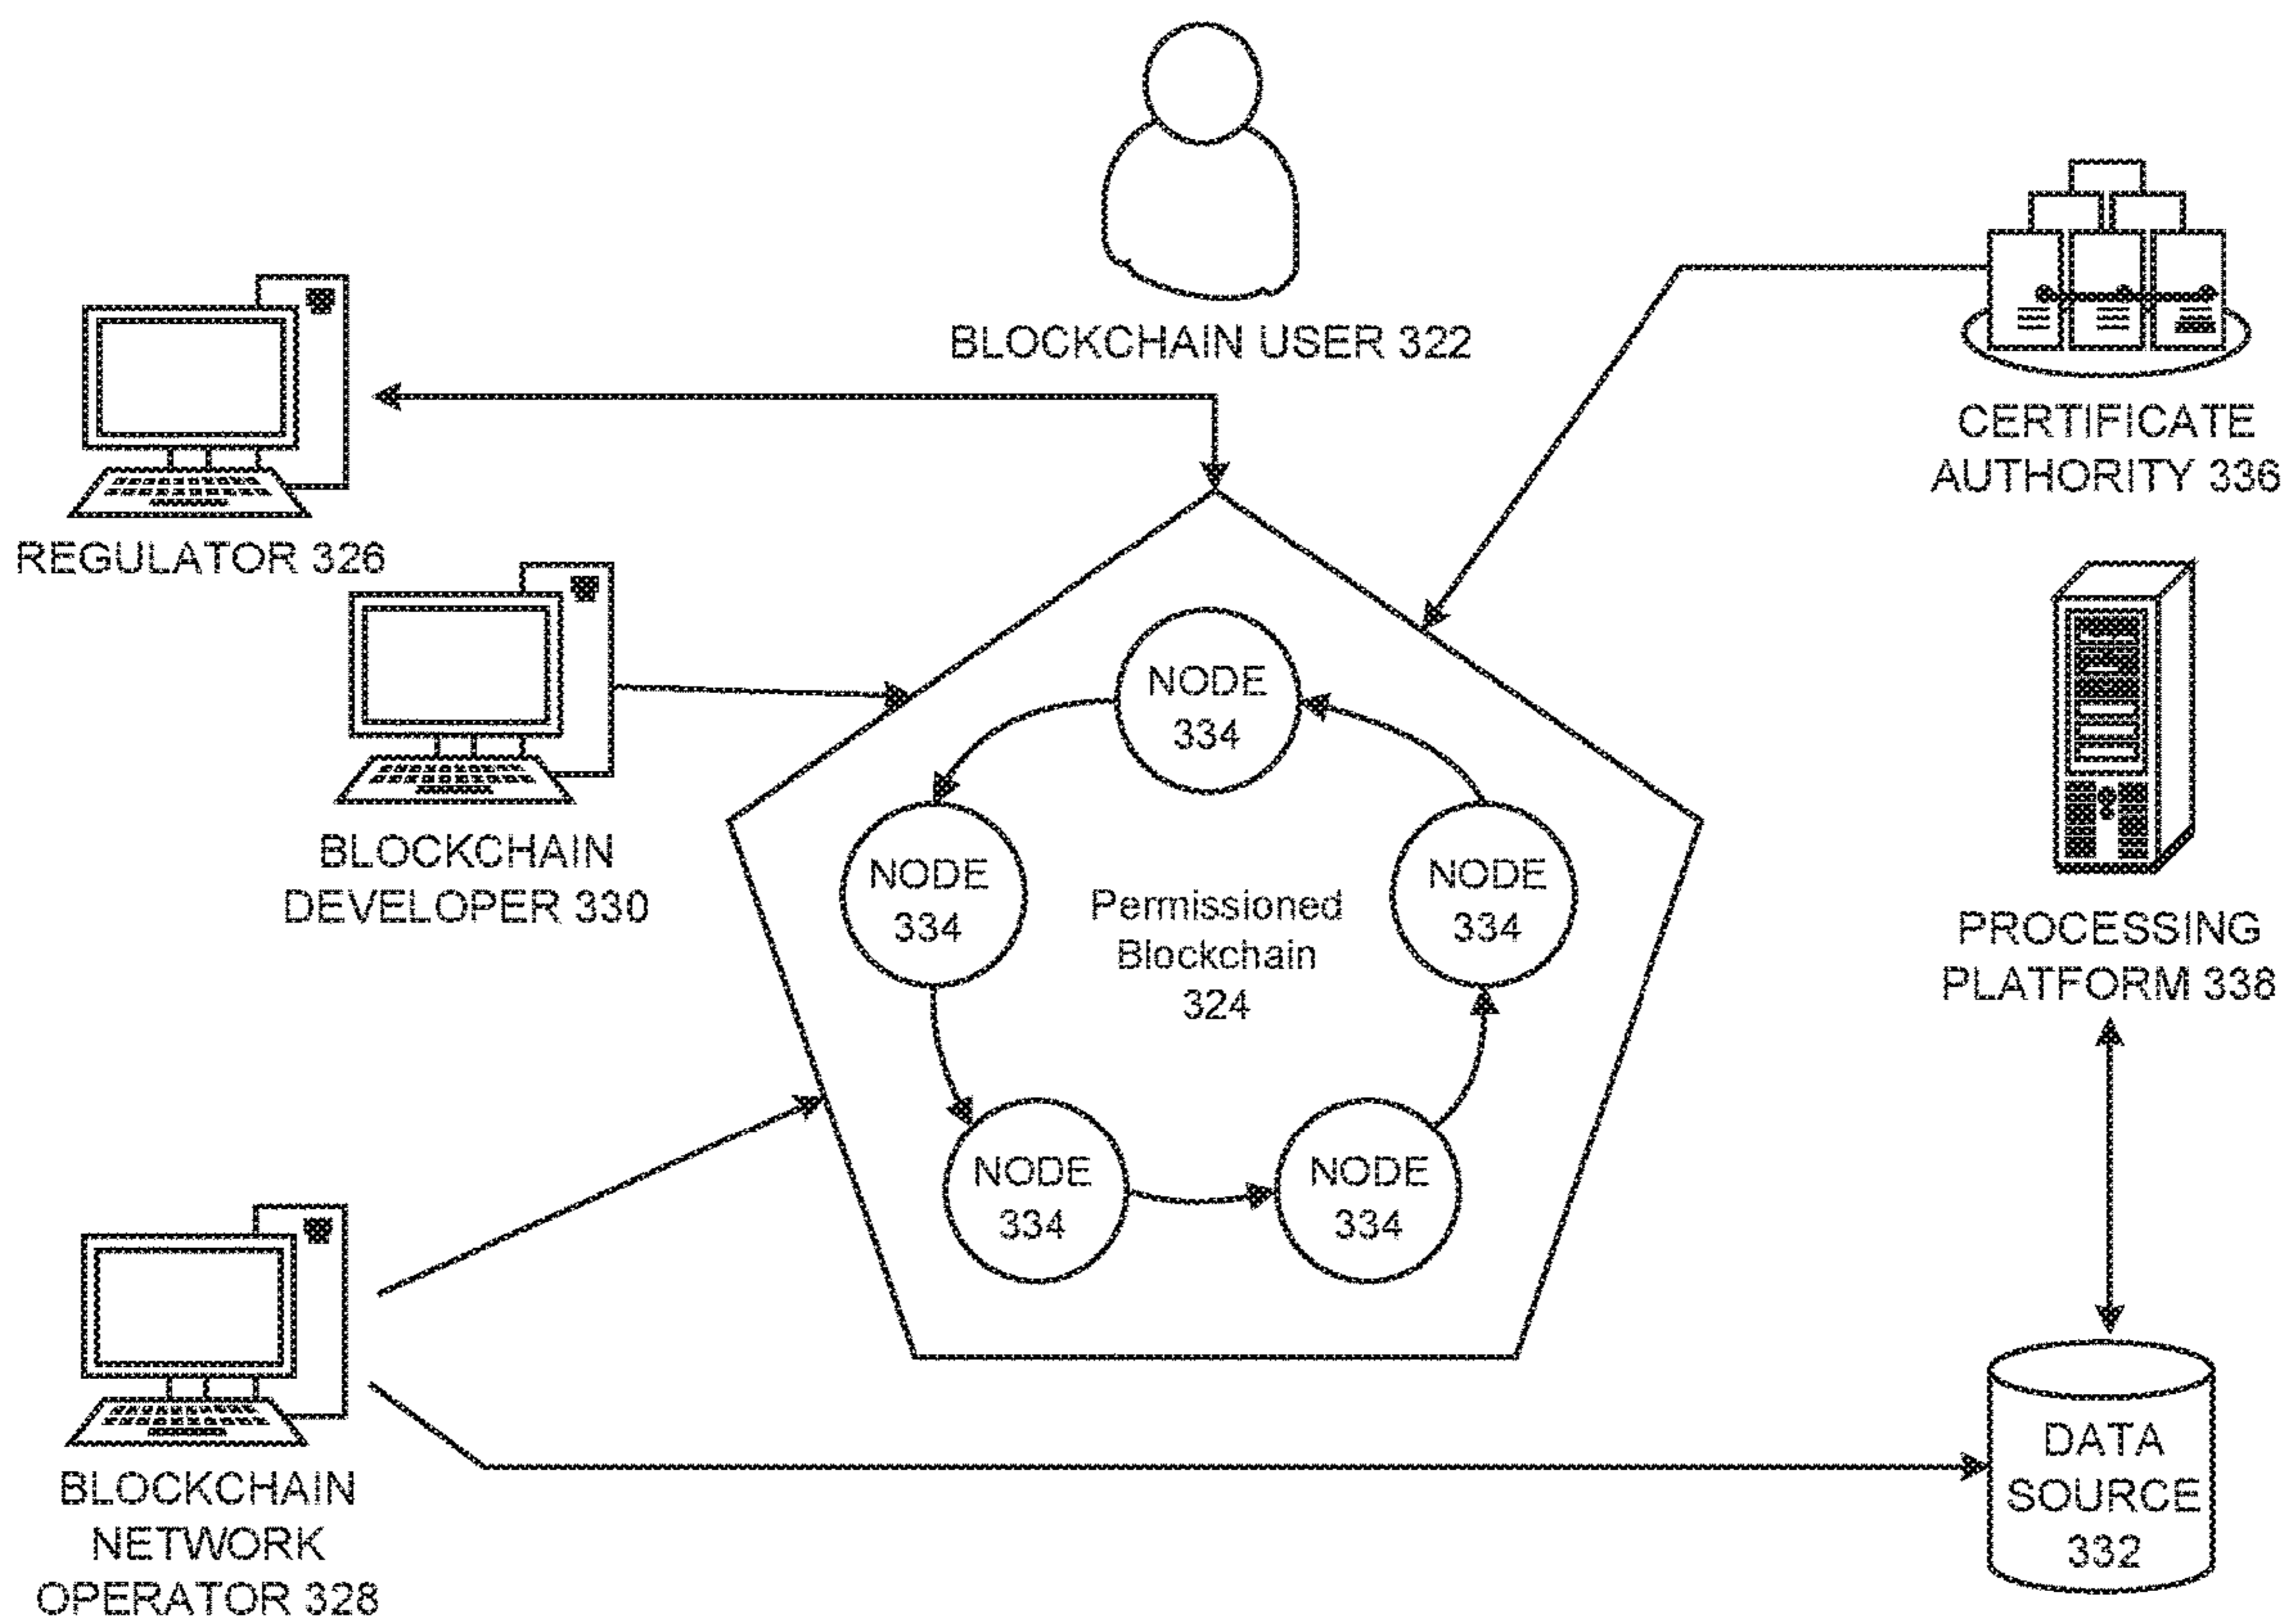 BLOCKCHAIN USER 322
CERTIFICATE
AUTHORITY 336
REGULATOR 326
NODE
334
BLOCKCHAIN
DEVELOPER 330
NODE
334
Permissioned
Blockchain
324
NODE
334
PROCESSING
PLATFORM 338
NODE
334
NODE
334
BLOCKCHAIN
NETWORK
OPERATOR 328
DATA
SOURCE
332